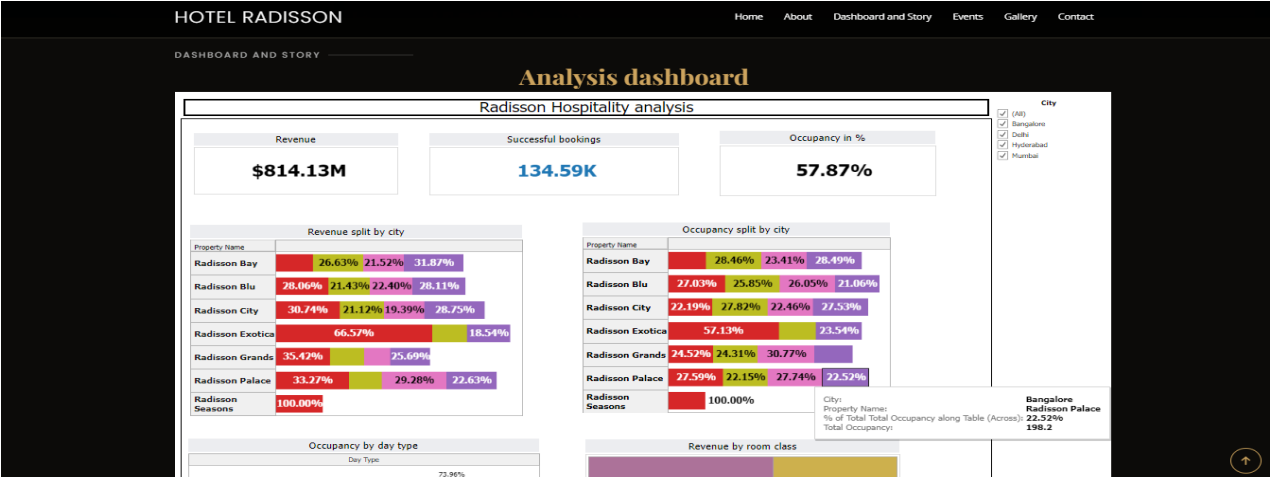 HOTEL RADISSON
Home About Dashboard and Story Events Gallery Contact
DASHBOARD AND STORY
Analysis dashboard
Radisson Hospitality analysis
City
(All)
Bangalore
Delhi
Hyderabad
Mumbai
Revenue
$814.13M
Successful bookings
134.59K
Occupancy in %
57.87%
Revenue split by city
Property Name
Radisson Bay 26.63% 21.52% 31.87%
Radisson Blu 28.06% 21.43% 22.40% 28.11%
Radisson City 30.74% 21.12% 19.39% 28.75%
Radisson Exotica 66.57% 18.54%
Radisson Grands 35.42% 25.69%
Radisson Palace 33.27% 29.28% 22.63%
Radisson
Seasons
100.00%
Occupancy split by city
Property Name
Radisson Bay 28.46% 23.41% 28.49%
Radisson Blu 27.03% 25.85% 26.05% 21.06%
Radisson City 22.19% 27.82% 22.46% 27.53%
Radisson Exotica 57.13% 23.54%
Radisson Grands 24.52% 24.31% 30.77%
Radisson Palace 27.59% 22.15% 27.74% 22.52%
Radisson
Seasons
100.00%
City: Bangalore
Property Name: Radisson Palace
% of Total Total Occupancy along Table (Across): 22.52%
Total Occupancy: 198.2
Occupancy by day type
Day Type
73.96%
Revenue by room class